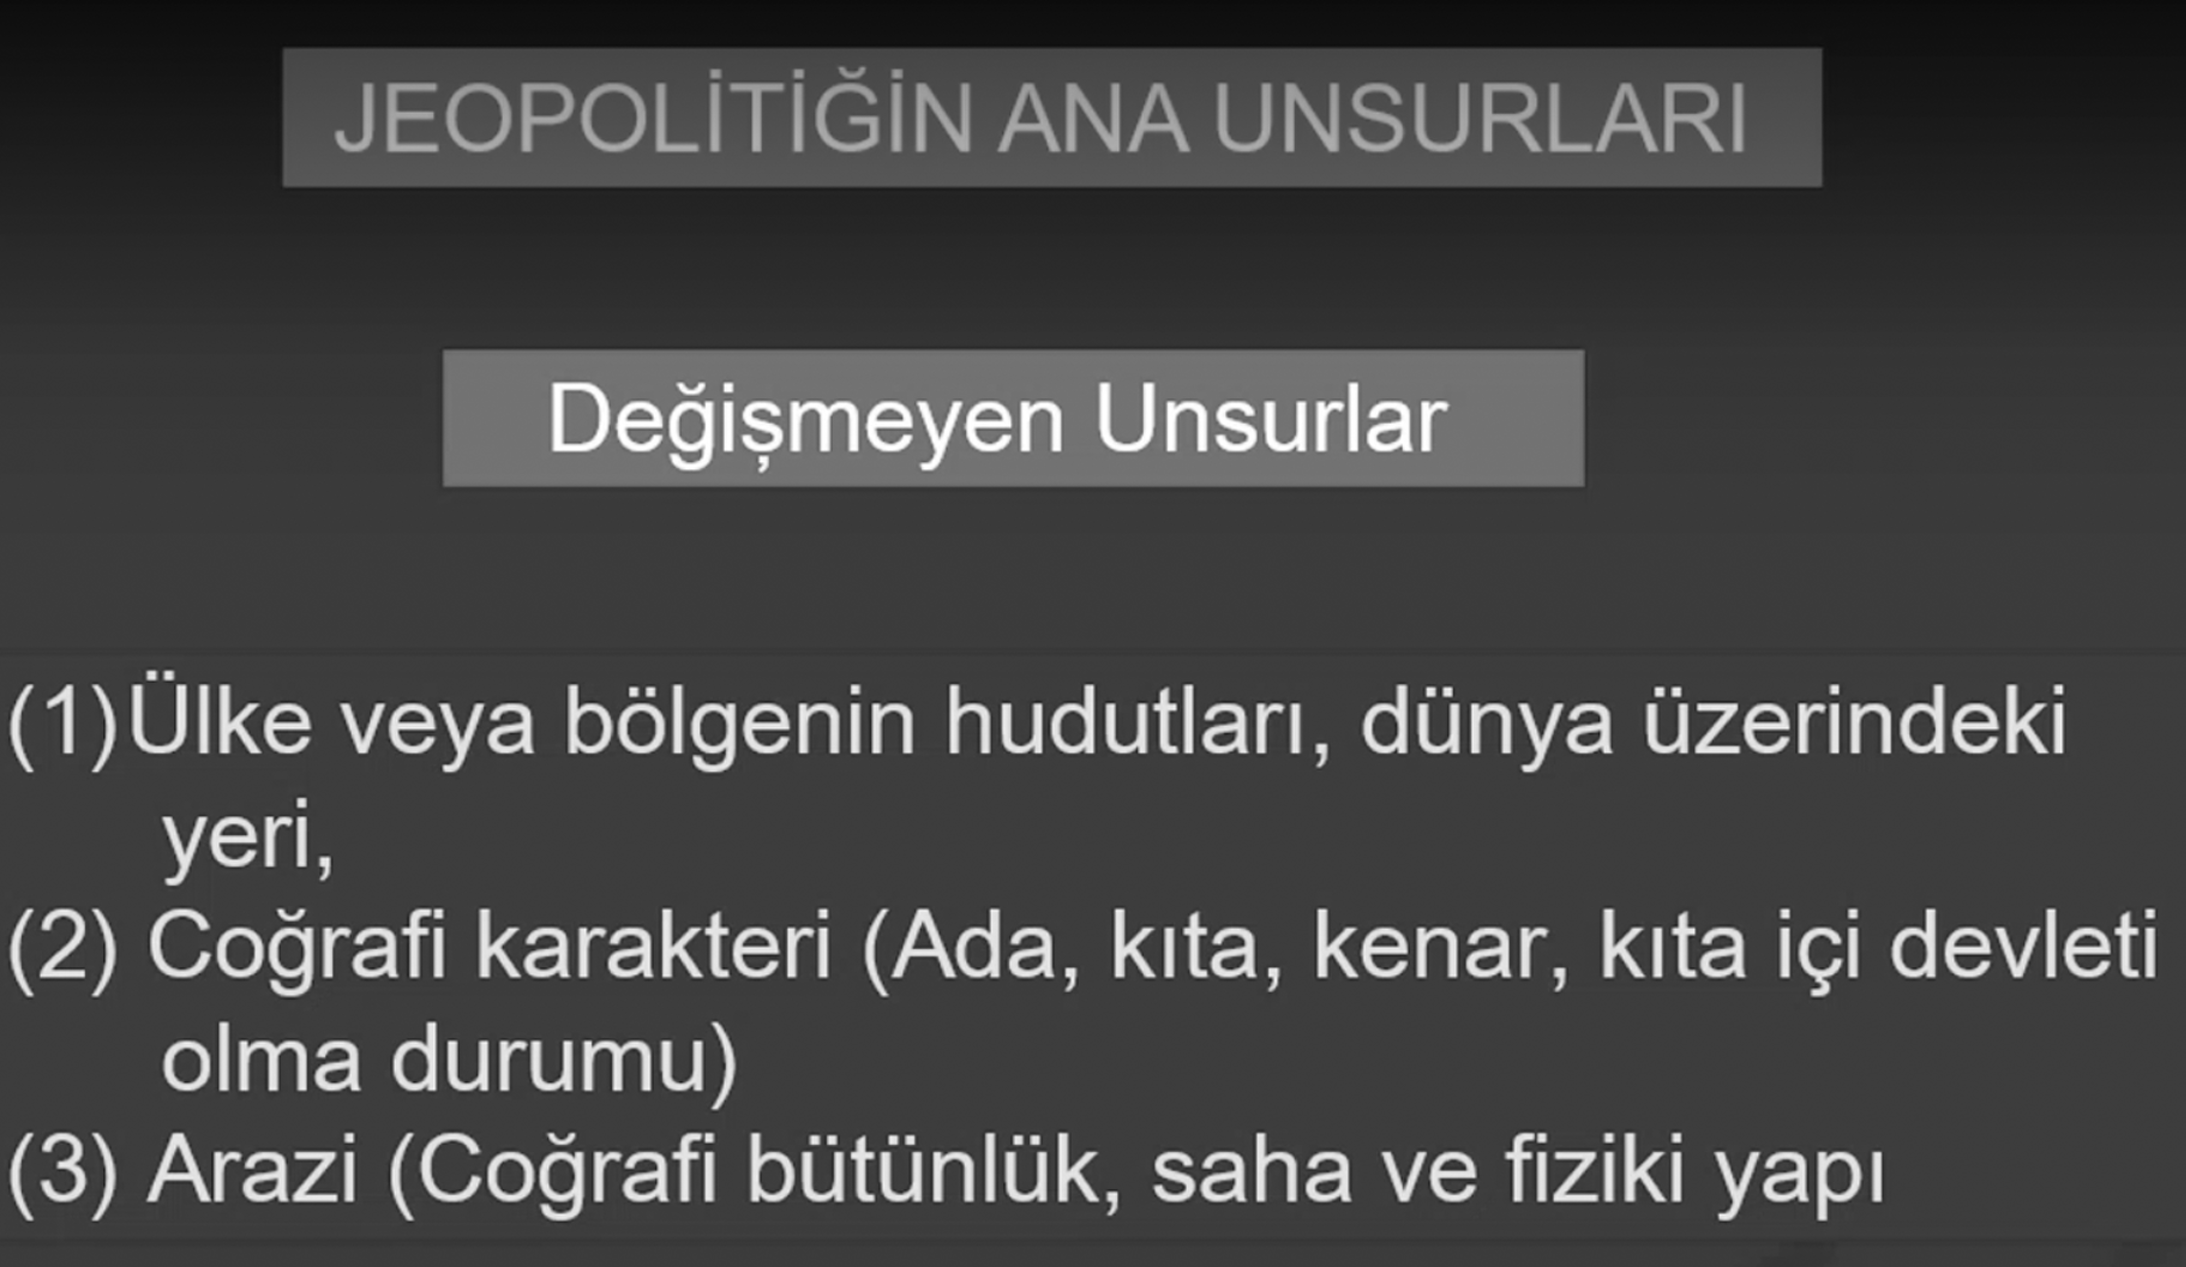 JEOPOLİTİĞİN ANA UNSURLARI
Değişmeyen Unsurlar
(1)Ülke veya bölgenin hudutları, dünya üzerindeki
yeri,
(2) Coğrafi karakteri (Ada, kıta, kenar, kıta içi devleti
olma durumu)
(3) Arazi (Coğrafi bütünlük, saha ve fiziki yapı